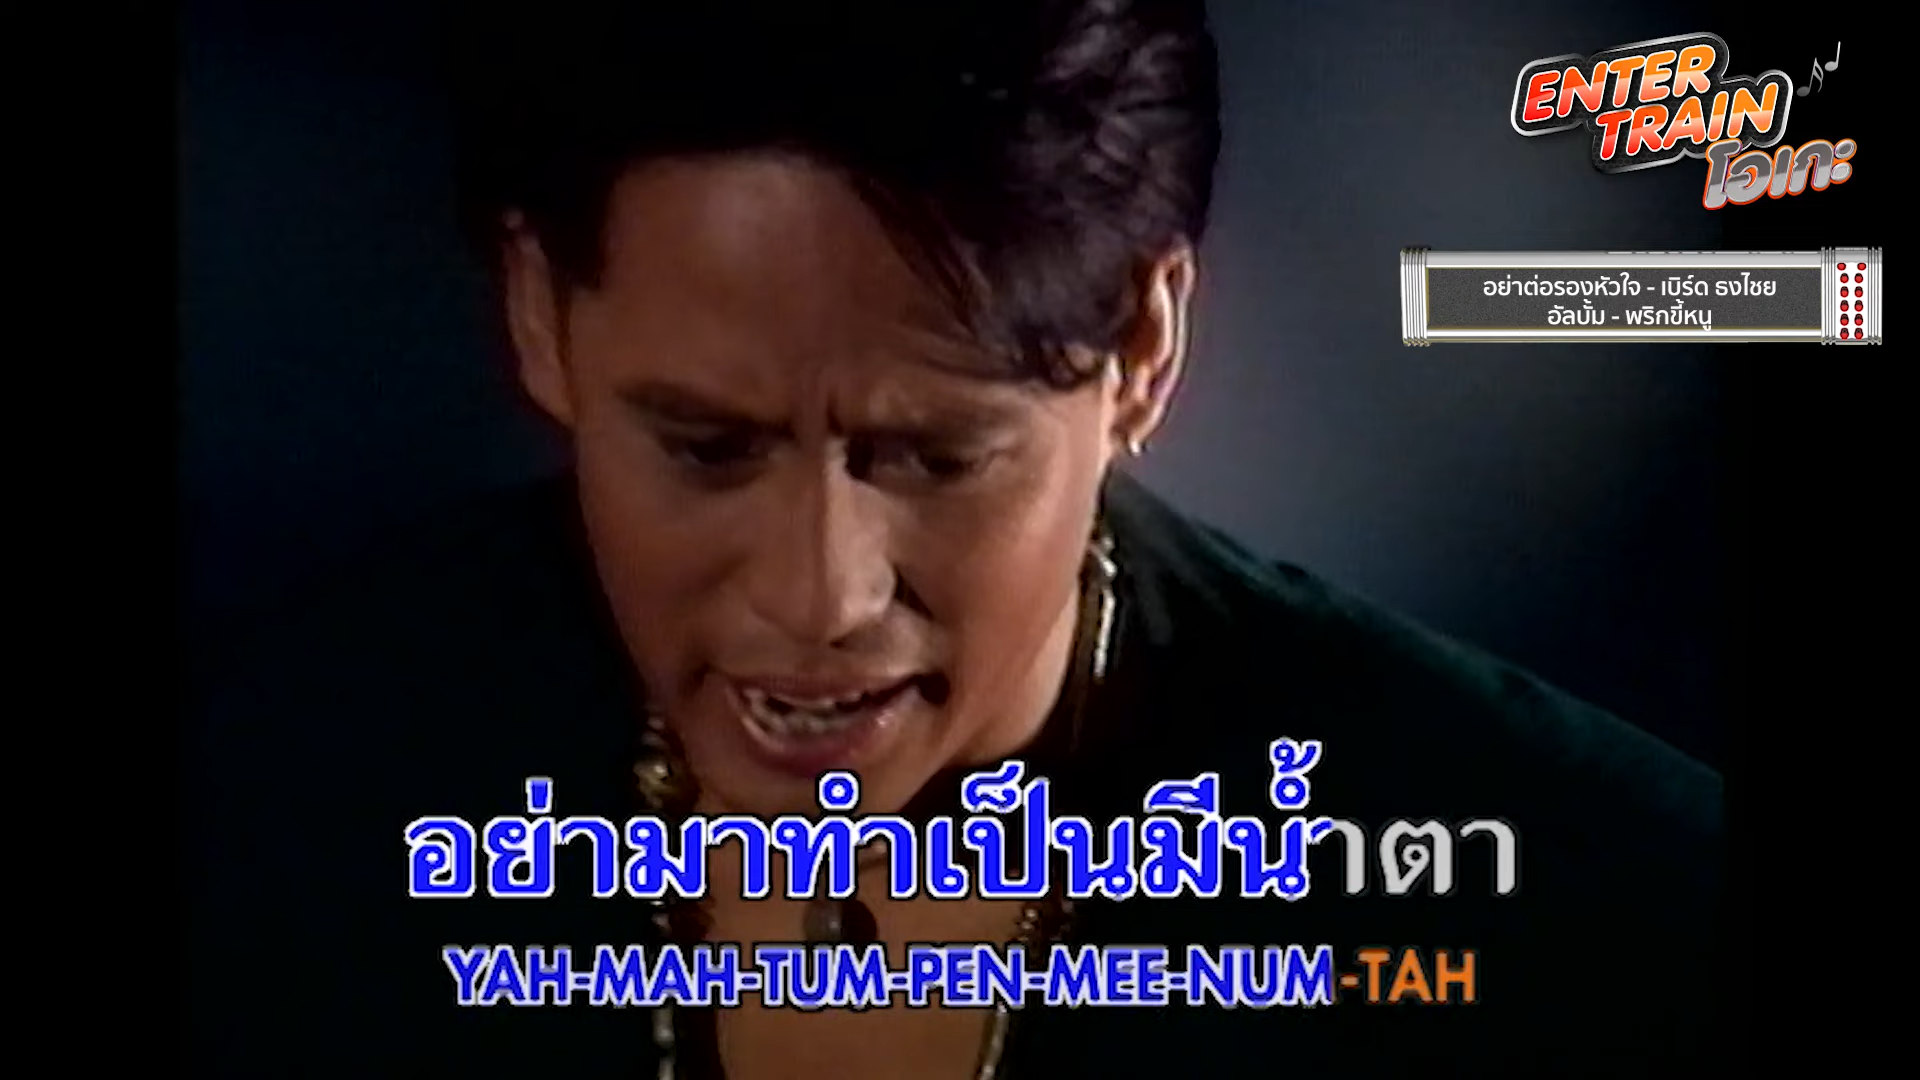 ENTER
TRAIN
โอเกะ
อย่าต่อรองหัวใจ - เบิร์ด ธงไชย
อัลบั้ม - พริกขี้หนู
อย่ามาทำเป็นมีน้ำตา
YAH-MAH-TUM-PEN-MEE-NUM-TAH